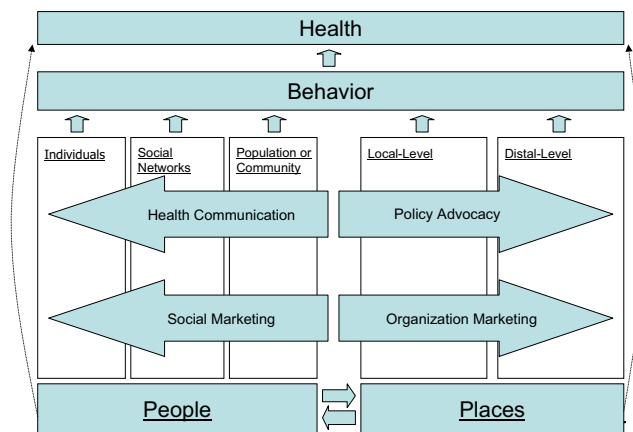 Health
Behavior
Individuals
Social
Networks
Population or
Community
Local-Level
Distal-Level
Health Communication
Policy Advocacy
Social Marketing
Organization Marketing
People
Places